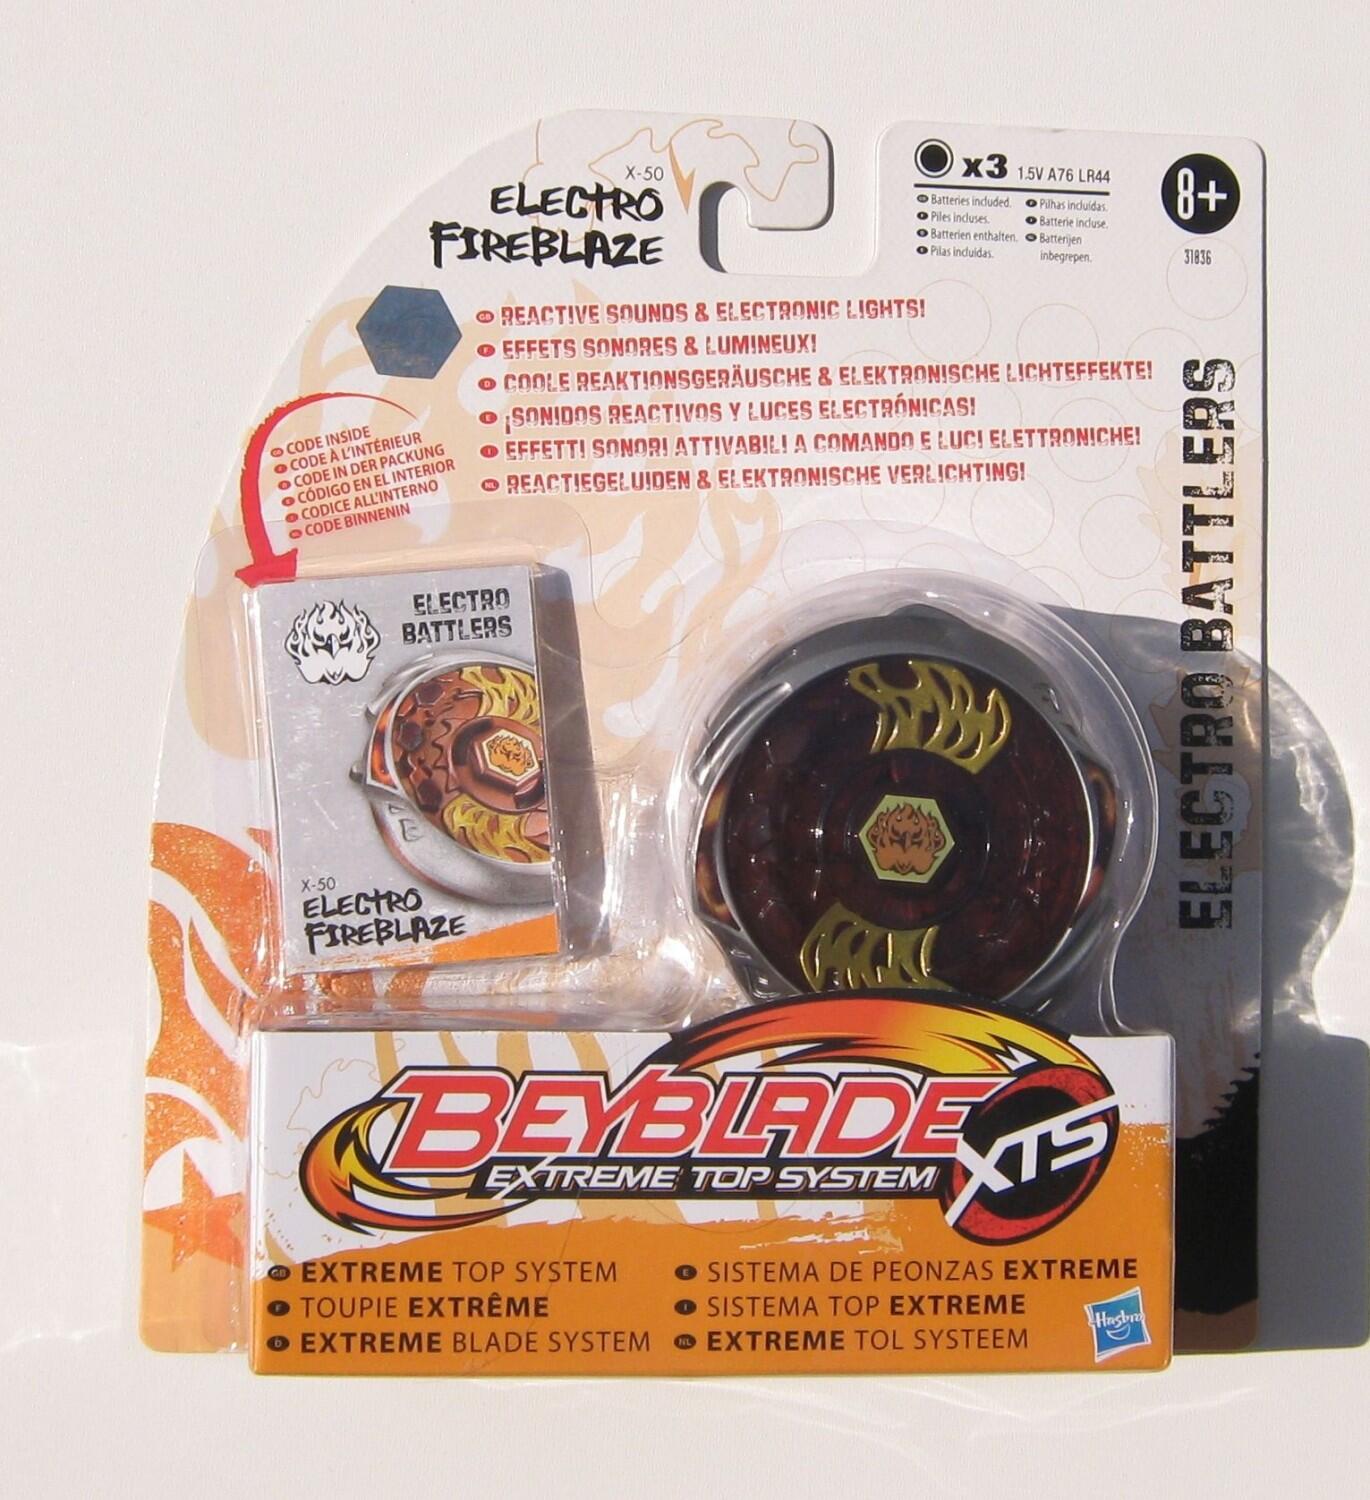 X-50
ELECTRO
FIREBLAZE
x3 1.5V A76 LR44
Batteries included.
Piles incluses.
Batterien enthalten.
Pilas incluidas.
Pilhas incluídas.
Batterie incluse.
Batterijen
inbegrepen.
8+
31836
GB REACTIVE SOUNDS & ELECTRONIC LIGHTS!
F EFFETS SONORES & LUMINEUX!
D COOLE REAKTIONSGERÄUSCHE & ELEKTRONISCHE LICHTEFFEKTE!
E ¡SONIDOS REACTIVOS Y LUCES ELECTRÓNICAS!
I EFFETTI SONORI ATTIVABILI A COMANDO E LUCI ELETTRONICHE!
NL REACTIEGELUIDEN & ELEKTRONISCHE VERLICHTING!
CODE INSIDE
CODE À L'INTÉRIEUR
CODE IN DER PACKUNG
CÓDIGO EN EL INTERIOR
CODICE ALL'INTERNO
CODE BINNENIN
ELECTRO BATTLERS
ELECTRO
BATTLERS
X-50
ELECTRO
FIREBLAZE
BEYBLADE
EXTREME TOP SYSTEM
XTS
GB EXTREME TOP SYSTEM
F TOUPIE EXTRÊME
D EXTREME BLADE SYSTEM
E SISTEMA DE PEONZAS EXTREME
I SISTEMA TOP EXTREME
NL EXTREME TOL SYSTEEM
Hasbro